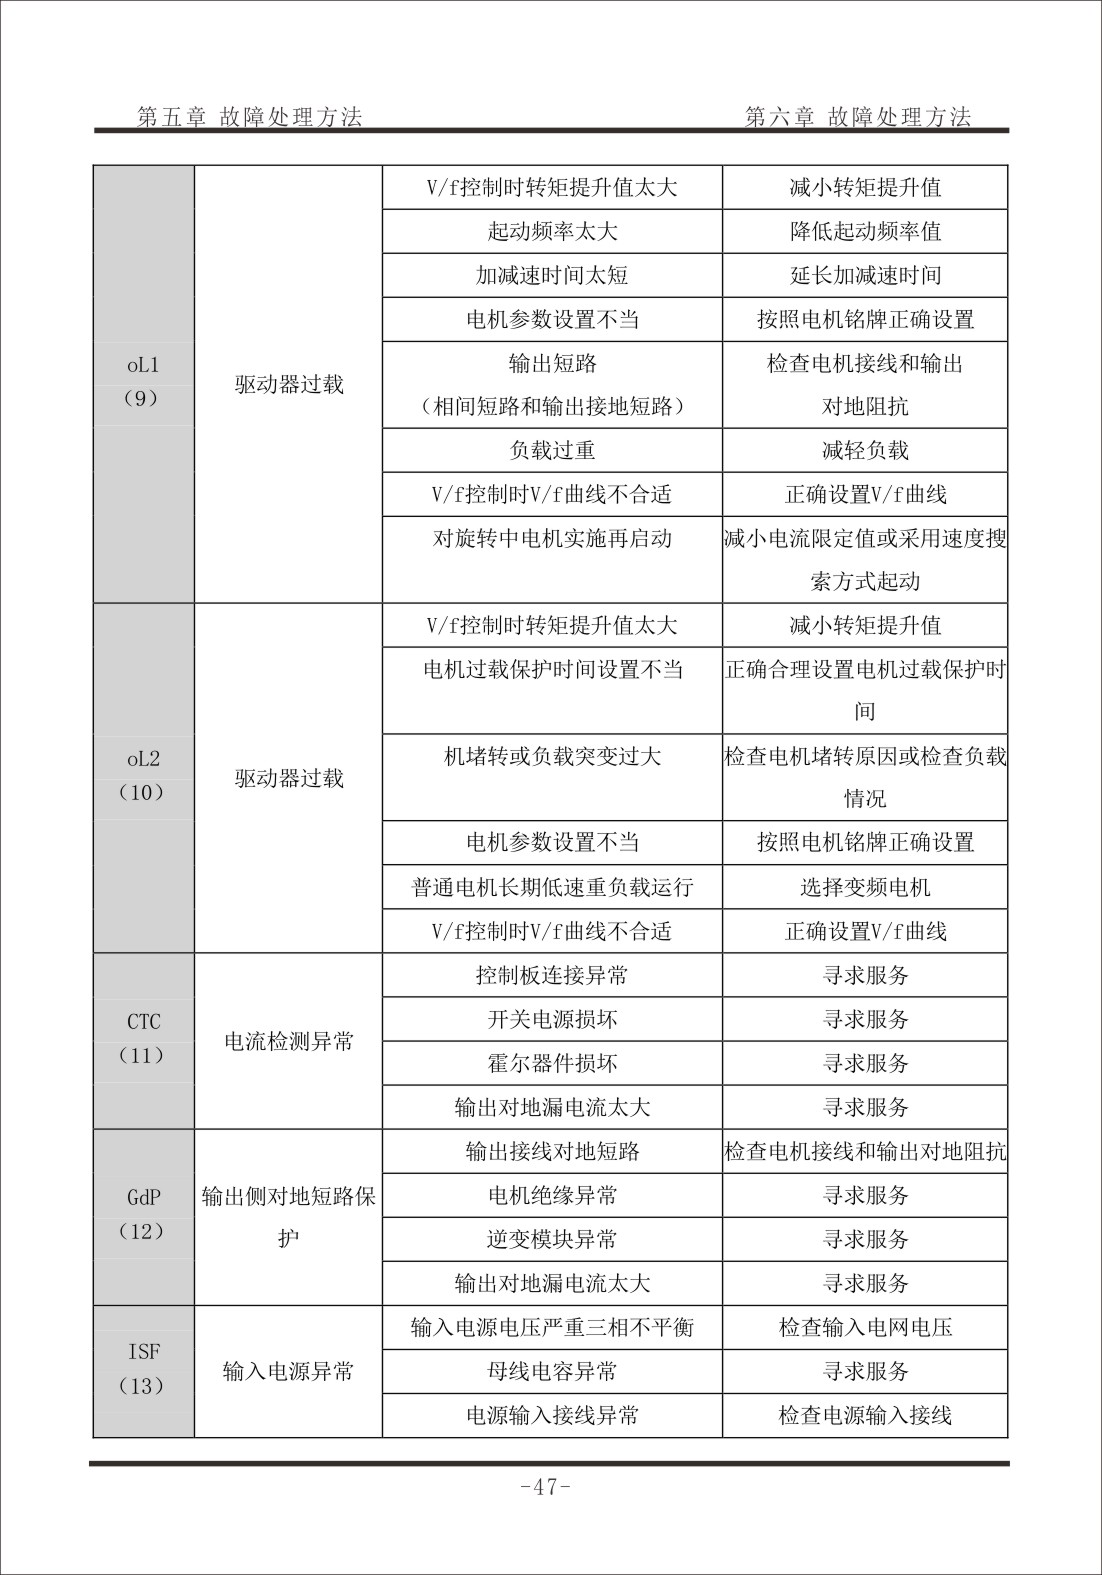 第五章 故障处理方法
第六章 故障处理方法
oL1
（9）
驱动器过载
V/f控制时转矩提升值太大
减小转矩提升值
起动频率太大
降低起动频率值
加减速时间太短
延长加减速时间
电机参数设置不当
按照电机铭牌正确设置
输出短路
（相间短路和输出接地短路）
检查电机接线和输出
对地阻抗
负载过重
减轻负载
V/f控制时V/f曲线不合适
正确设置V/f曲线
对旋转中电机实施再启动
减小电流限定值或采用速度搜
索方式起动
oL2
（10）
驱动器过载
V/f控制时转矩提升值太大
减小转矩提升值
电机过载保护时间设置不当
正确合理设置电机过载保护时
间
机堵转或负载突变过大
检查电机堵转原因或检查负载
情况
电机参数设置不当
按照电机铭牌正确设置
普通电机长期低速重负载运行
选择变频电机
V/f控制时V/f曲线不合适
正确设置V/f曲线
CTC
（11）
电流检测异常
控制板连接异常
寻求服务
开关电源损坏
寻求服务
霍尔器件损坏
寻求服务
输出对地漏电流太大
寻求服务
GdP
（12）
输出侧对地短路保
护
输出接线对地短路
检查电机接线和输出对地阻抗
电机绝缘异常
寻求服务
逆变模块异常
寻求服务
输出对地漏电流太大
寻求服务
ISF
（13）
输入电源异常
输入电源电压严重三相不平衡
检查输入电网电压
母线电容异常
寻求服务
电源输入接线异常
检查电源输入接线
-47-